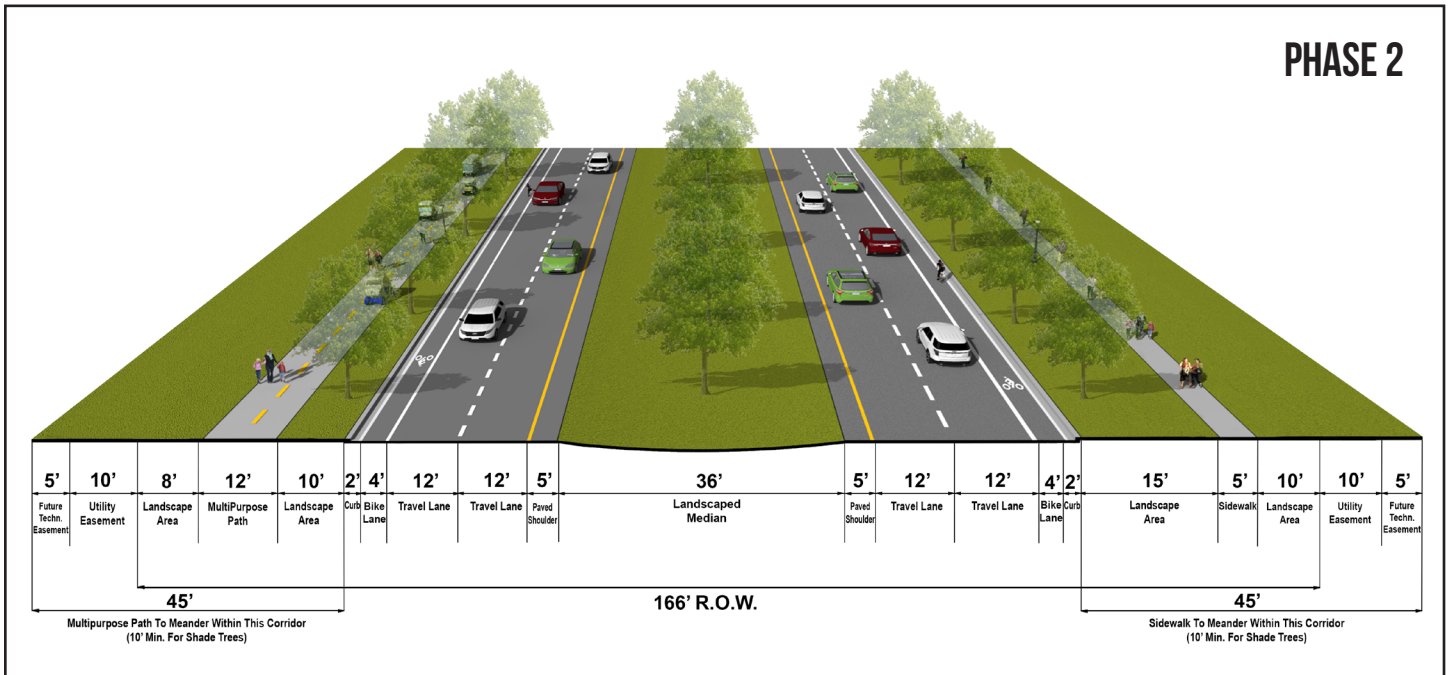 PHASE 2
5’ 10’ 8’ 12’ 10’ 2’ 4’ 12’ 12’ 5’ 36’ 5’ 12’ 12’ 4’ 2’ 15’ 5’ 10’ 10’ 5’
Future
Techn.
Easement
Utility
Easement
Landscape
Area
MultiPurpose
Path
Landscape
Area
Curb
Bike
Lane
Travel Lane
Travel Lane
Paved
Shoulder
Landscaped
Median
Paved
Shoulder
Travel Lane
Travel Lane
Bike
Lane
Curb
Landscape
Area
Sidewalk
Landscape
Area
Utility
Easement
Future
Techn.
Easement
45’ 166’ R.O.W. 45’
Multipurpose Path To Meander Within This Corridor
(10’ Min. For Shade Trees)
Sidewalk To Meander Within This Corridor
(10’ Min. For Shade Trees)